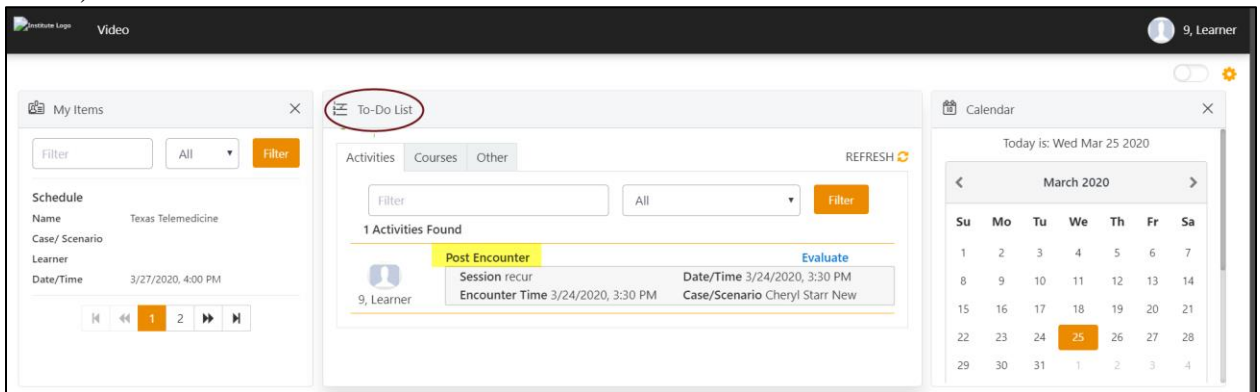 Institute Logo
Video
9, Learner
My Items
Filter
All
Filter
Schedule
Name Texas Telemedicine
Case/ Scenario
Learner
Date/Time 3/27/2020, 4:00 PM
1 2
To-Do List
Activities Courses Other REFRESH
Filter
All
Filter
1 Activities Found
Post Encounter Evaluate
Session recur Date/Time 3/24/2020, 3:30 PM
Encounter Time 3/24/2020, 3:30 PM Case/Scenario Cheryl Starr New
9, Learner
Calendar
Today is: Wed Mar 25 2020
March 2020
Su Mo Tu We Th Fr Sa
1 2 3 4 5 6 7
8 9 10 11 12 13 14
15 16 17 18 19 20 21
22 23 24 25 26 27 28
29 30 31 1 2 3 4